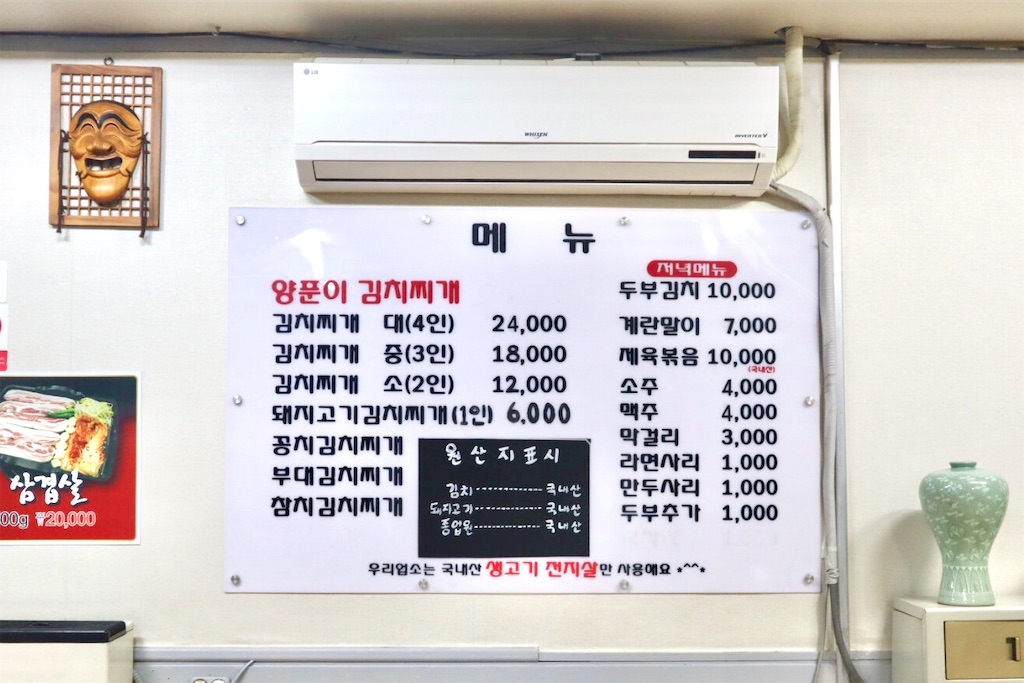 LG
WHISEN
INVERTER V
메 뉴
양푼이 김치찌개
김치찌개 대(4인) 24,000
김치찌개 중(3인) 18,000
김치찌개 소(2인) 12,000
돼지고기김치찌개(1인) 6,000
꽁치김치찌개
부대김치찌개
참치김치찌개
원산지표시
김치 국내산
돼지고기 국내산
종업원 국내산
저녁메뉴
두부김치 10,000
계란말이 7,000
제육볶음 10,000
(국내산)
소주 4,000
맥주 4,000
막걸리 3,000
라면사리 1,000
만두사리 1,000
두부추가 1,000
우리업소는 국내산 생고기 전지살만 사용해요 *^^*
삼겹살
00g ₩20,000